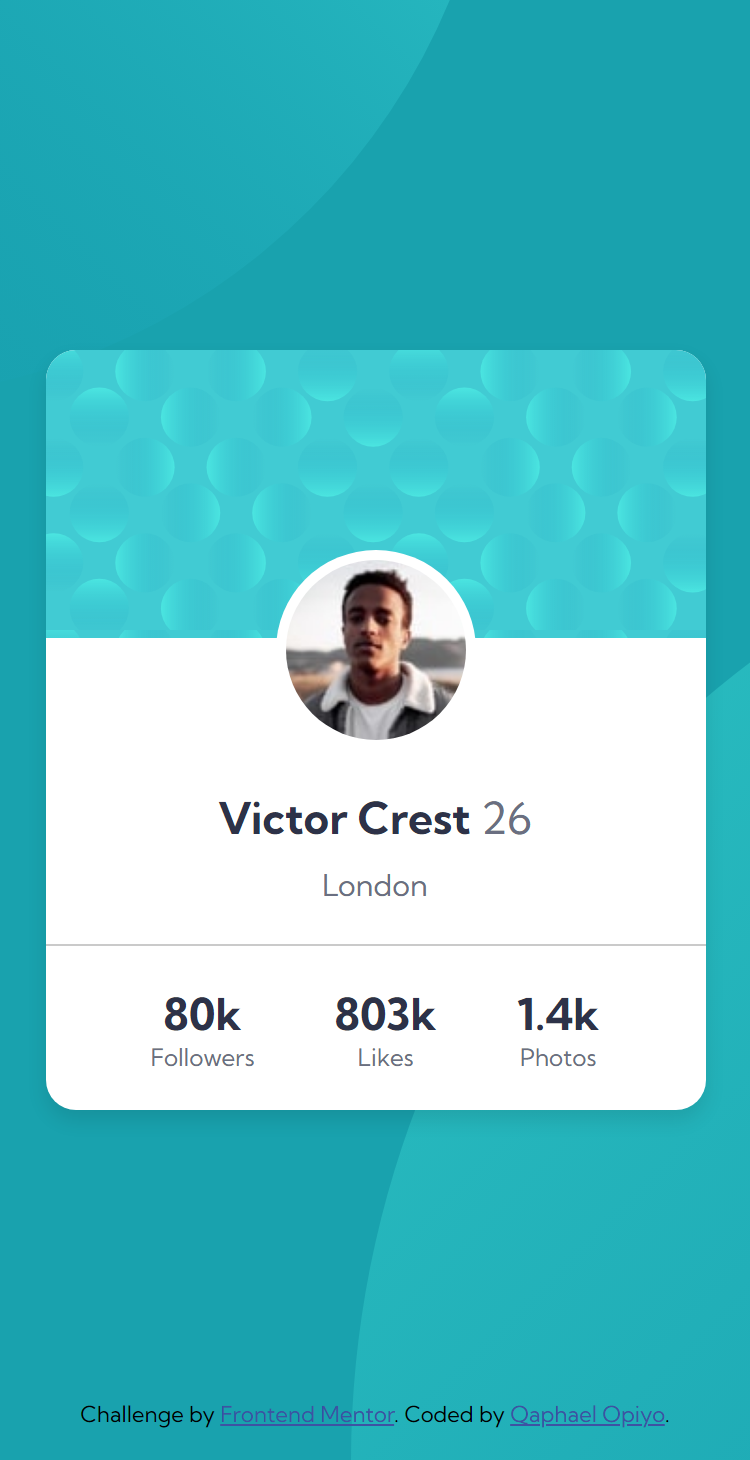 Victor Crest 26
London
80k 803k 1.4k
Followers Likes Photos
Challenge by Frontend Mentor. Coded by Qaphael Opiyo.